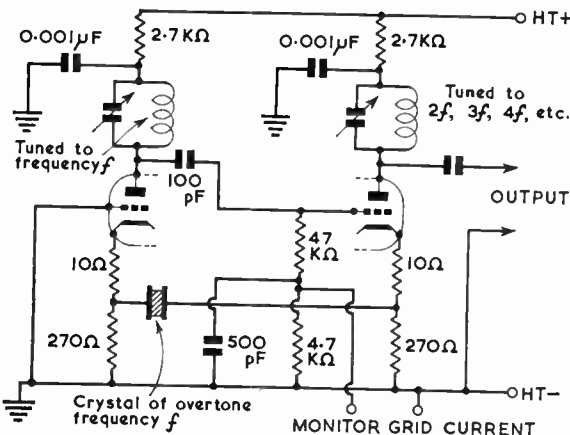 HT+
0·001µF
2·7KΩ
0·001µF
2·7KΩ
Tuned to
frequency f
Tuned to
2f, 3f, 4f, etc.
100
pF
OUTPUT
10Ω
47
KΩ
10Ω
270Ω
500
pF
4.7
KΩ
270Ω
Crystal of overtone
frequency f
HT–
MONITOR GRID CURRENT